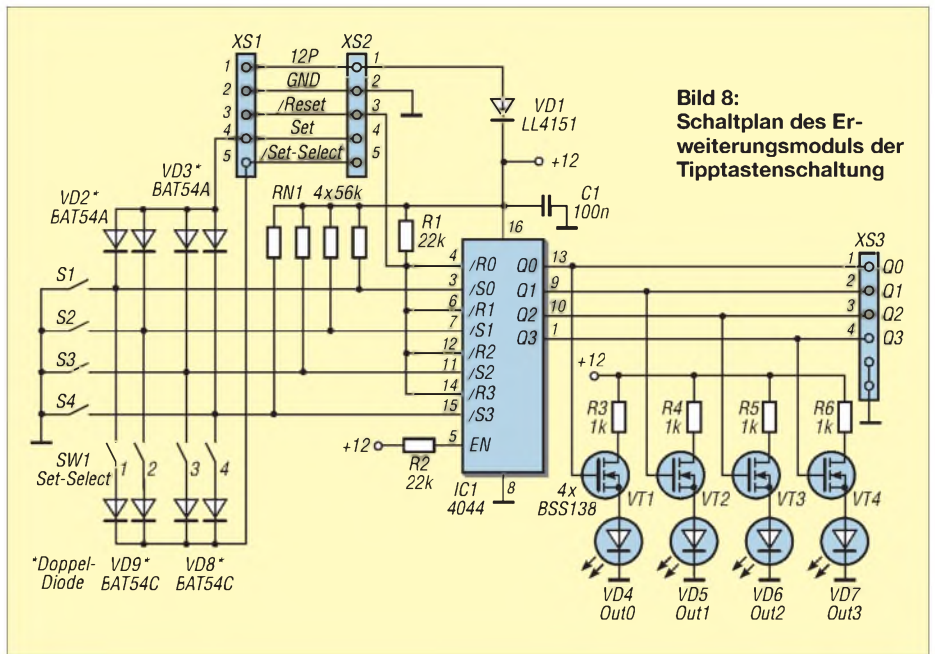 XS1
XS2
1
12P
1
2
GND
2
3
/Reset
3
4
Set
4
5
/Set-Select
5
VD1
LL4151
Bild 8:
Schaltplan des Er-
weiterungsmoduls der
Tipptastenschaltung
+12
VD2*
BAT54A
VD3*
BAT54A
RN1 4x56k
R1
22k
C1
100n
16
XS3
S1
S2
S3
S4
4 /R0
3 /S0
6 /R1
7 /S1
12 /R2
11 /S2
14 /R3
15 /S3
5 EN
Q0 13
Q1 9
Q2 10
Q3 1
1 Q0
2 Q1
3 Q2
4 Q3
+12
R3
1k
R4
1k
R5
1k
R6
1k
SW1
Set-Select
1
2
3
4
+12
R2
22k
IC1
4044
8
4x
BSS138
VT1
VT2
VT3
VT4
*Doppel-
Diode
VD9*
BAT54C
VD8*
BAT54C
VD4
Out0
VD5
Out1
VD6
Out2
VD7
Out3